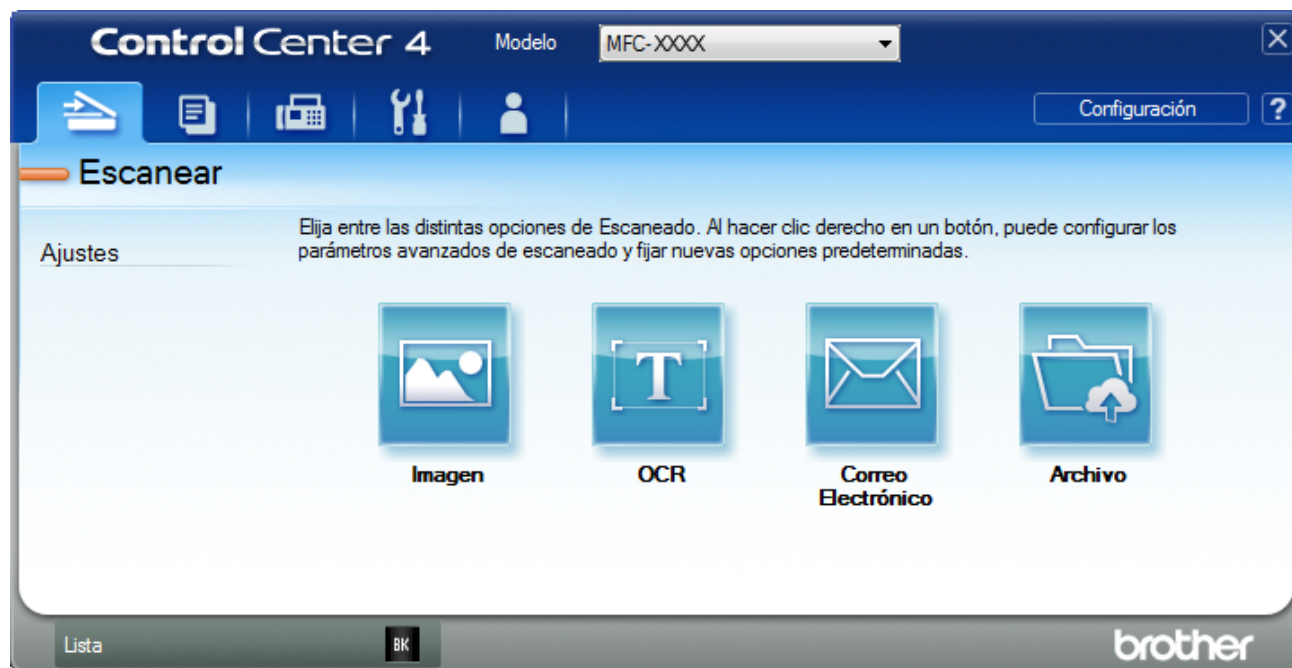 Control Center 4 Modelo MFC-XXXX
Configuración ?
Escanear
Ajustes
Elija entre las distintas opciones de Escaneado. Al hacer clic derecho en un botón, puede configurar los
parámetros avanzados de escaneado y fijar nuevas opciones predeterminadas.
T
Imagen OCR Correo Archivo
Electrónico
Lista BK brother